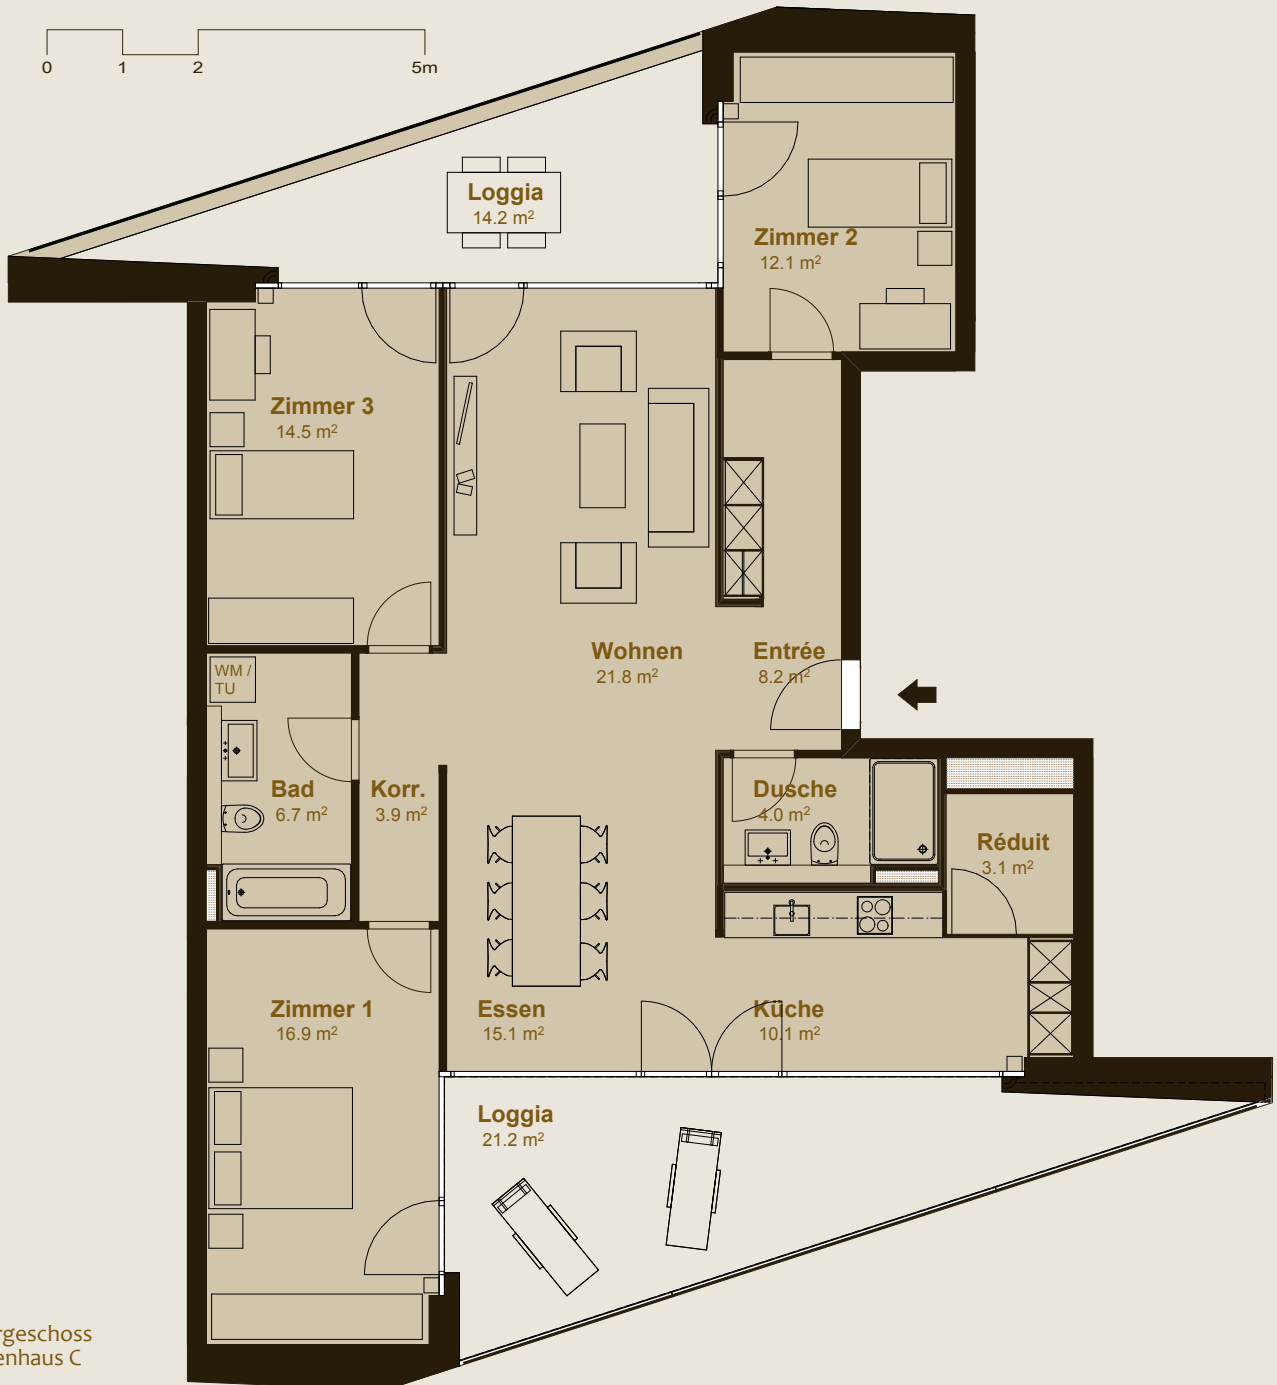 0 1 2 5m
Loggia
14.2 m²
Zimmer 2
12.1 m²
Zimmer 3
14.5 m²
Wohnen
21.8 m²
Entrée
8.2 m²
WM /
TU
Bad
6.7 m²
Korr.
3.9 m²
Dusche
4.0 m²
Réduit
3.1 m²
Zimmer 1
16.9 m²
Essen
15.1 m²
Küche
10.1 m²
Loggia
21.2 m²
rgeschoss
enhaus C